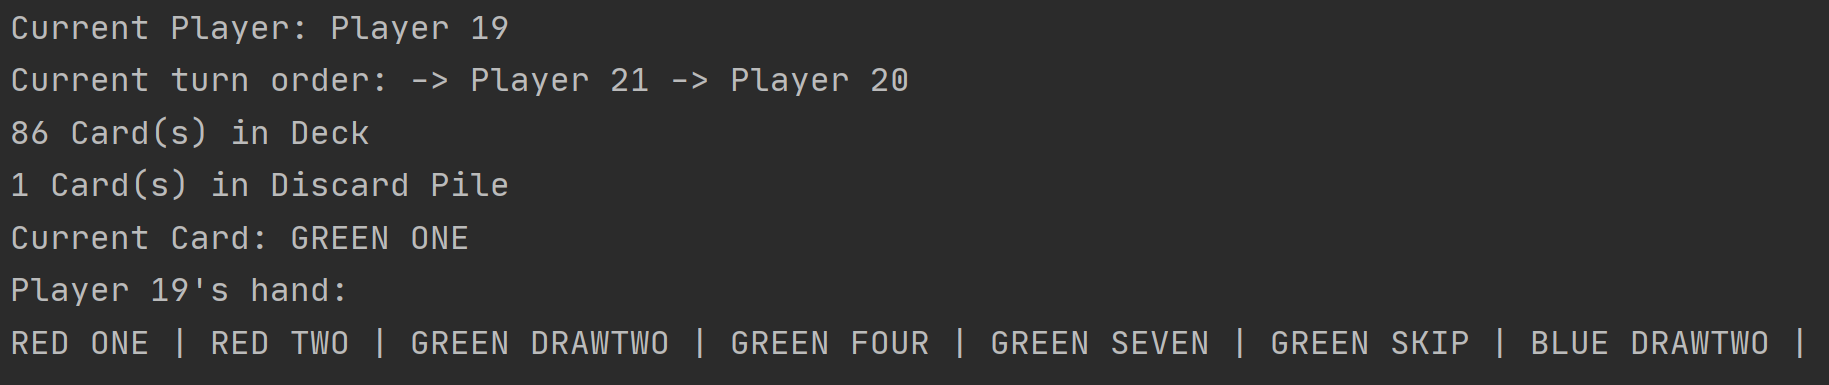 Current Player: Player 19
Current turn order: -> Player 21 -> Player 20
86 Card(s) in Deck
1 Card(s) in Discard Pile
Current Card: GREEN ONE
Player 19's hand:
RED ONE | RED TWO | GREEN DRAWTWO | GREEN FOUR | GREEN SEVEN | GREEN SKIP | BLUE DRAWTWO |